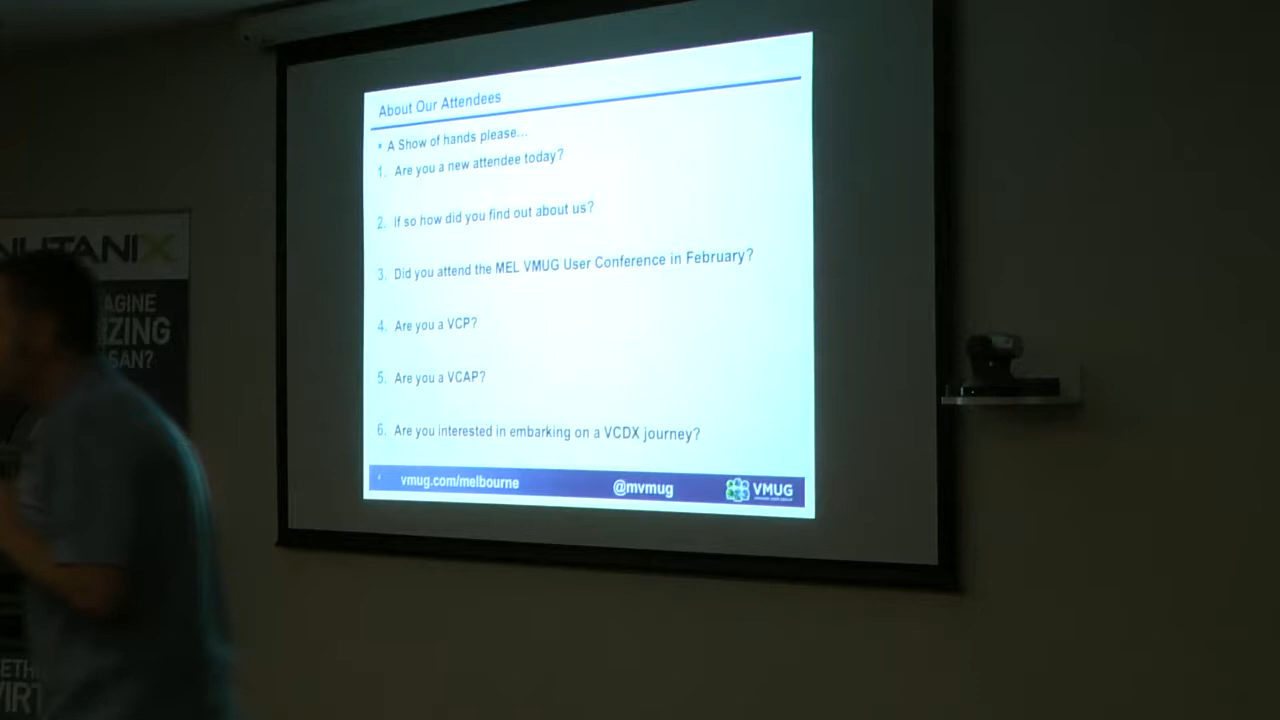 About Our Attendees
A Show of hands please...
1. Are you a new attendee today?
2. If so how did you find out about us?
3. Did you attend the MEL VMUG User Conference in February?
4. Are you a VCP?
5. Are you a VCAP?
6. Are you interested in embarking on a VCDX journey?
vmug.com/melbourne @mvmug VMUG
NUTANIX
AGINE
IZING
SAN?
ETH
VIRT